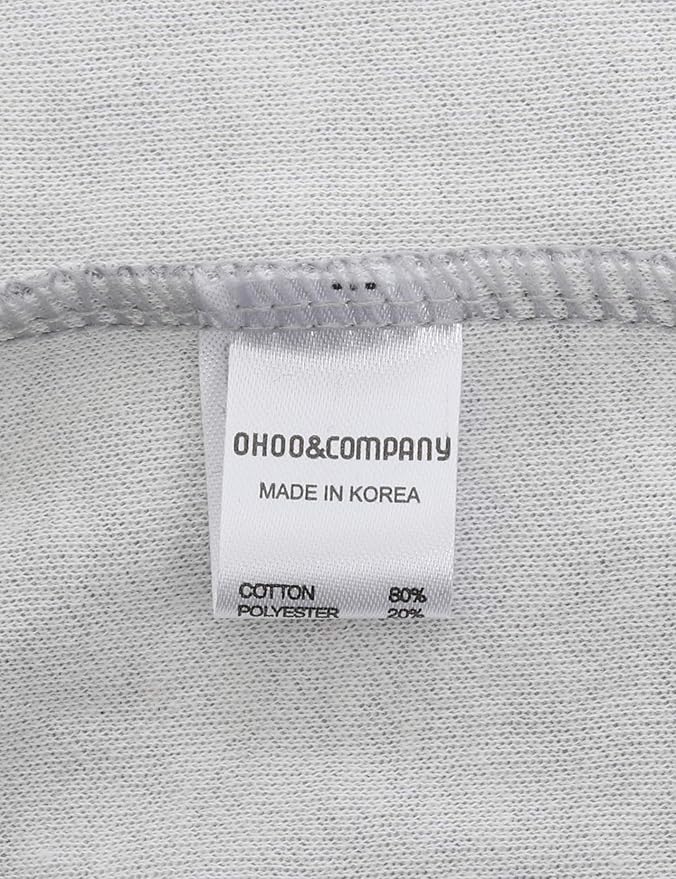 OHOO&COMPANY
MADE IN KOREA
COTTON 80%
POLYESTER 20%